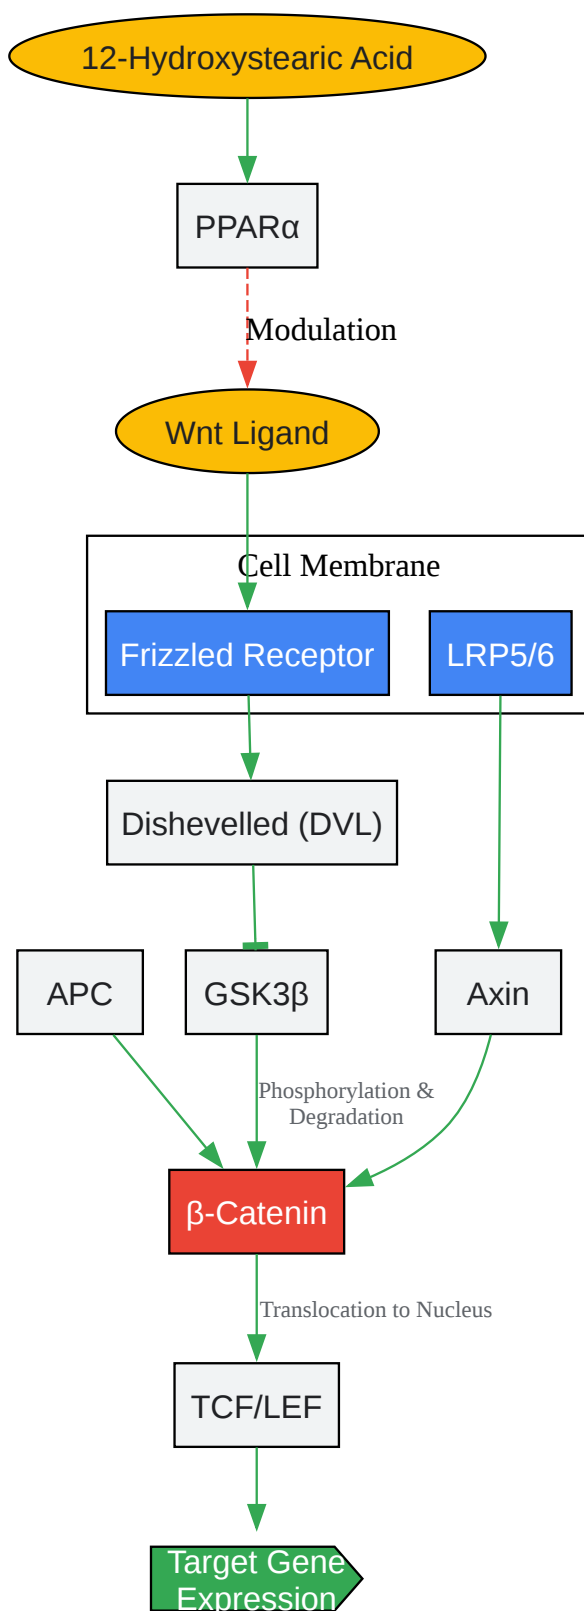 12-Hydroxystearic Acid
PPARα
Modulation
Wnt Ligand
Cell Membrane
Frizzled Receptor
LRP5/6
Dishevelled (DVL)
APC
GSK3β
Axin
Phosphorylation &
Degradation
β-Catenin
Translocation to Nucleus
TCF/LEF
Target Gene
Expression